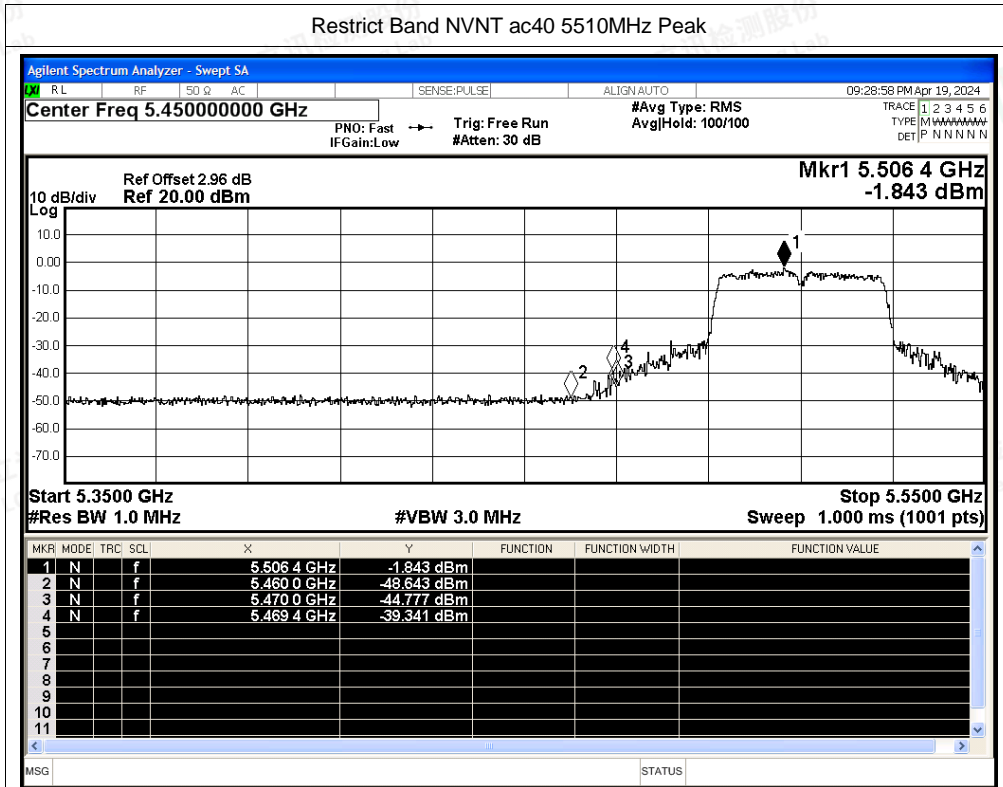 Restrict Band NVNT ac40 5510MHz Peak
Agilent Spectrum Analyzer - Swept SA
LXI RL RF 50 Ω AC SENSE:PULSE ALIGN AUTO 09:28:58 PM Apr 19, 2024
Center Freq 5.450000000 GHz #Avg Type: RMS TRACE 1 2 3 4 5 6
PNO: Fast Trig: Free Run Avg|Hold: 100/100 TYPE M WWWWW
IFGain:Low #Atten: 30 dB DET P N N N N N
Mkr1 5.506 4 GHz
Ref Offset 2.96 dB
10 dB/div Ref 20.00 dBm -1.843 dBm
Log
10.0
0.00
-10.0
-20.0
-30.0
-40.0
-50.0
-60.0
-70.0
1
4
3
2
Start 5.3500 GHz Stop 5.5500 GHz
#Res BW 1.0 MHz #VBW 3.0 MHz Sweep 1.000 ms (1001 pts)
MKR MODE TRC SCL X Y FUNCTION FUNCTION WIDTH FUNCTION VALUE
1 N f 5.506 4 GHz -1.843 dBm
2 N f 5.460 0 GHz -48.643 dBm
3 N f 5.470 0 GHz -44.777 dBm
4 N f 5.469 4 GHz -39.341 dBm
5
6
7
8
9
10
11
MSG STATUS